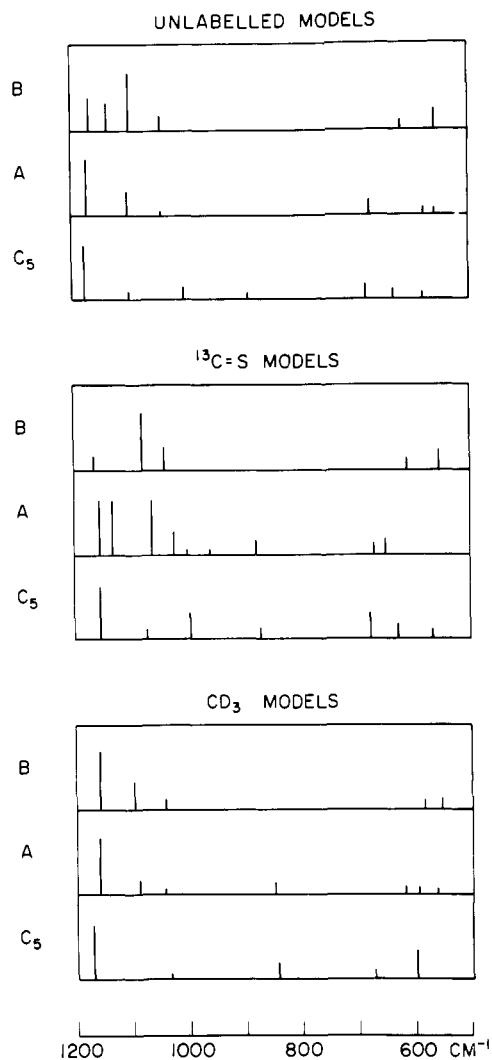 UNLABELLED MODELS
B
A
C₅
¹³C=S MODELS
B
A
C₅
CD₃ MODELS
B
A
C₅
1200 1000 800 600 CM⁻¹